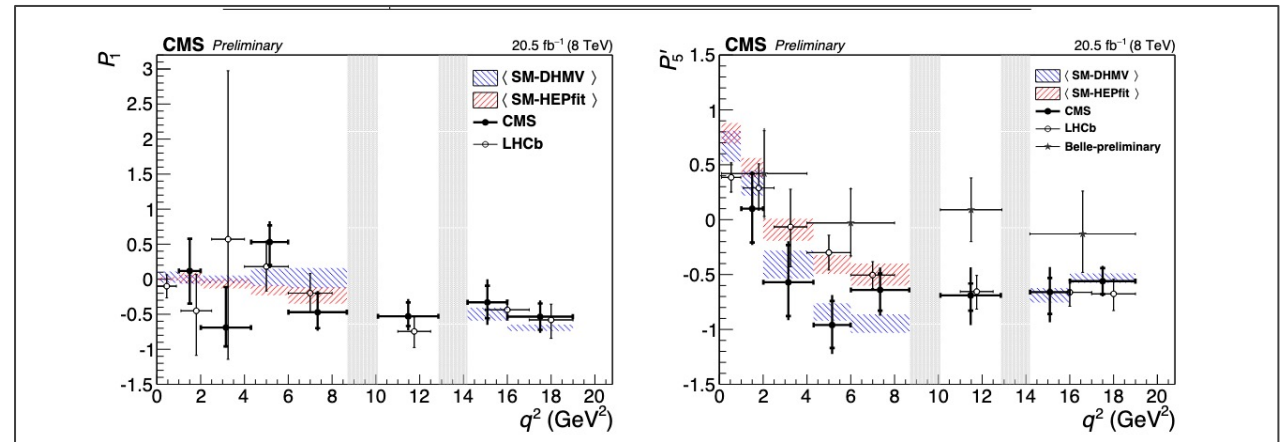 CMS Preliminary 20.5 fb⁻¹ (8 TeV)
P₁
3
2.5
2
1.5
1
0.5
0
-0.5
-1
-1.5
⟨ SM-DHMV ⟩
⟨ SM-HEPfit ⟩
CMS
LHCb
0 2 4 6 8 10 12 14 16 18 20
q² (GeV²)
CMS Preliminary 20.5 fb⁻¹ (8 TeV)
P₅′
1.5
1
0.5
0
-0.5
-1
-1.5
⟨ SM-DHMV ⟩
⟨ SM-HEPfit ⟩
CMS
LHCb
Belle-preliminary
0 2 4 6 8 10 12 14 16 18 20
q² (GeV²)